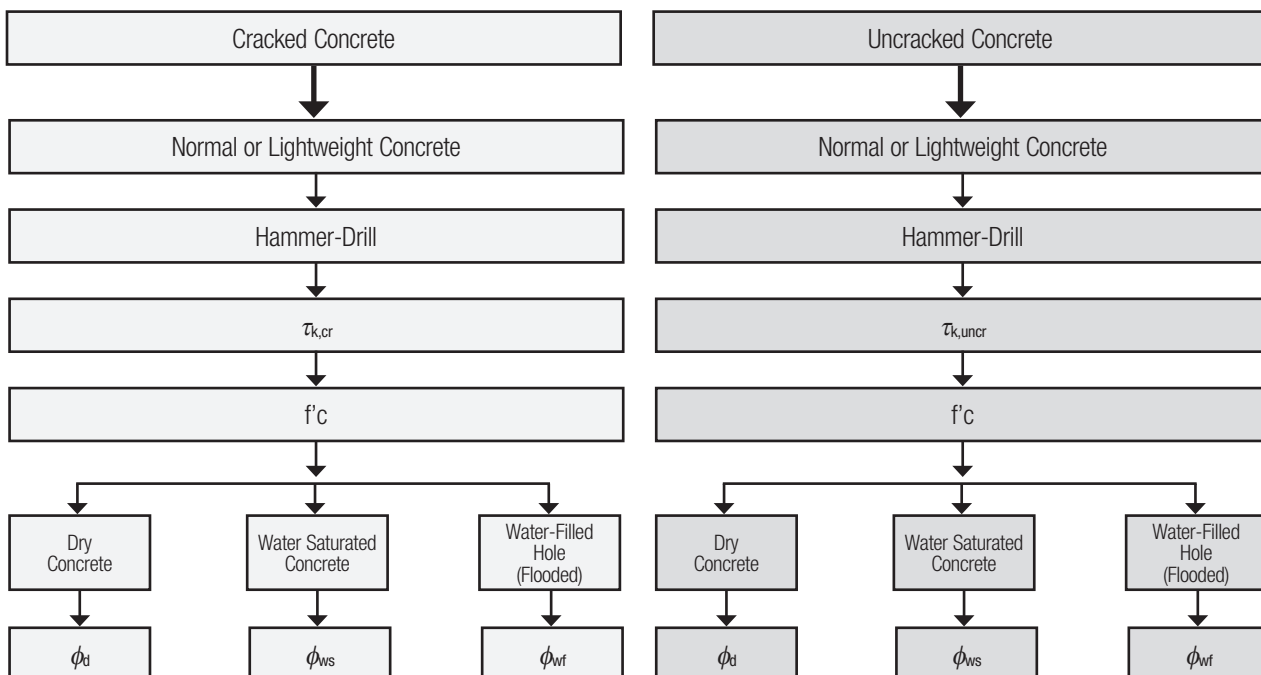 Cracked Concrete
Normal or Lightweight Concrete
Hammer-Drill
τk,cr
f’c
Dry
Concrete
Water Saturated
Concrete
Water-Filled
Hole
(Flooded)
ϕd
ϕws
ϕwf
Uncracked Concrete
Normal or Lightweight Concrete
Hammer-Drill
τk,uncr
f’c
Dry
Concrete
Water Saturated
Concrete
Water-Filled
Hole
(Flooded)
ϕd
ϕws
ϕwf